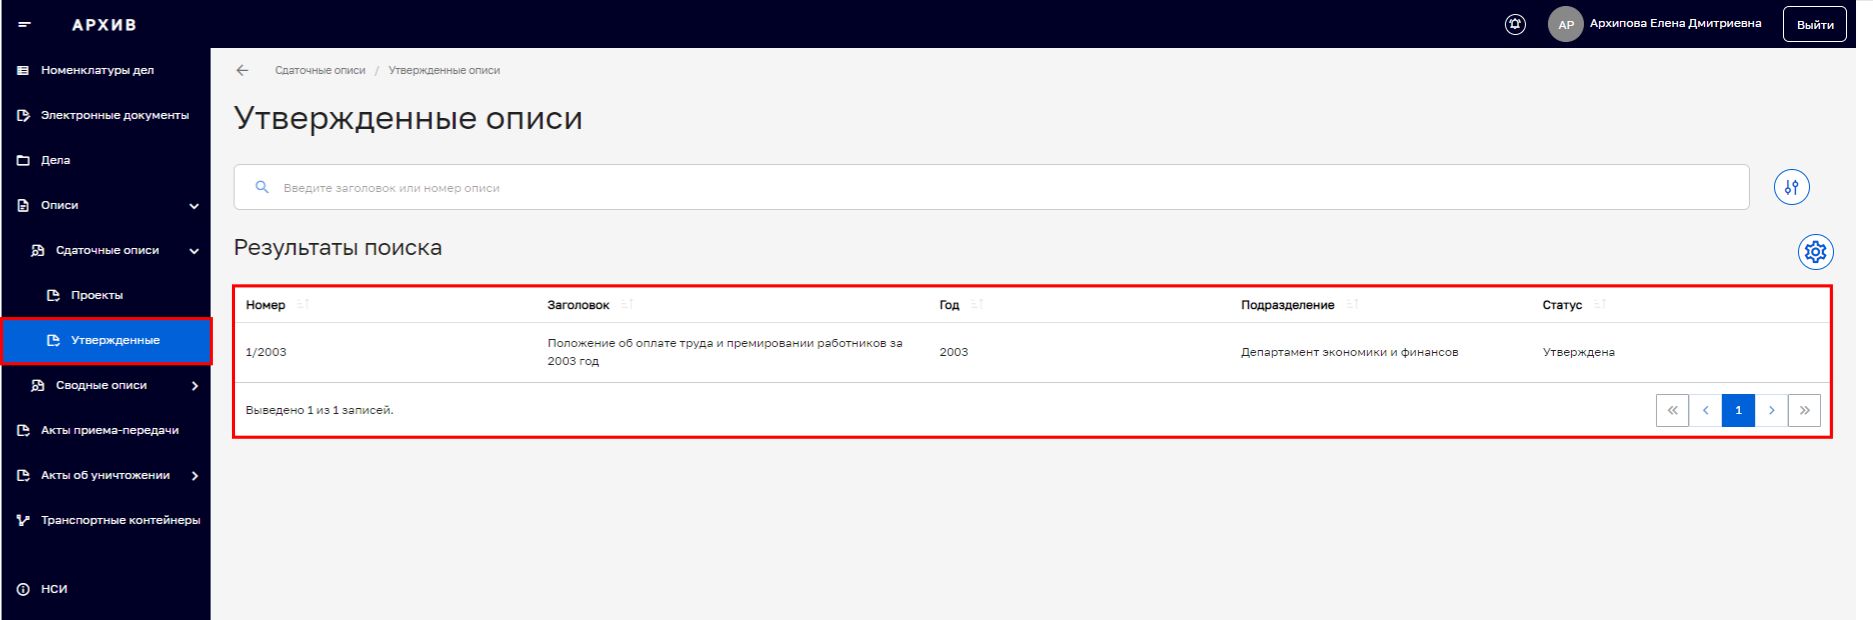 АРХИВ
АР
Архипова Елена Дмитриевна
Выйти
Номенклатуры дел
Электронные документы
Дела
Описи
Сдаточные описи
Проекты
Утвержденные
Сводные описи
Акты приема-передачи
Акты об уничтожении
Транспортные контейнеры
НСИ
Сдаточные описи / Утвержденные описи
Утвержденные описи
Введите заголовок или номер описи
Результаты поиска
Номер Заголовок Год Подразделение Статус
1/2003 Положение об оплате труда и премировании работников за 2003 Департамент экономики и финансов Утверждена
2003 год
Выведено 1 из 1 записей.
« ‹ 1 › »